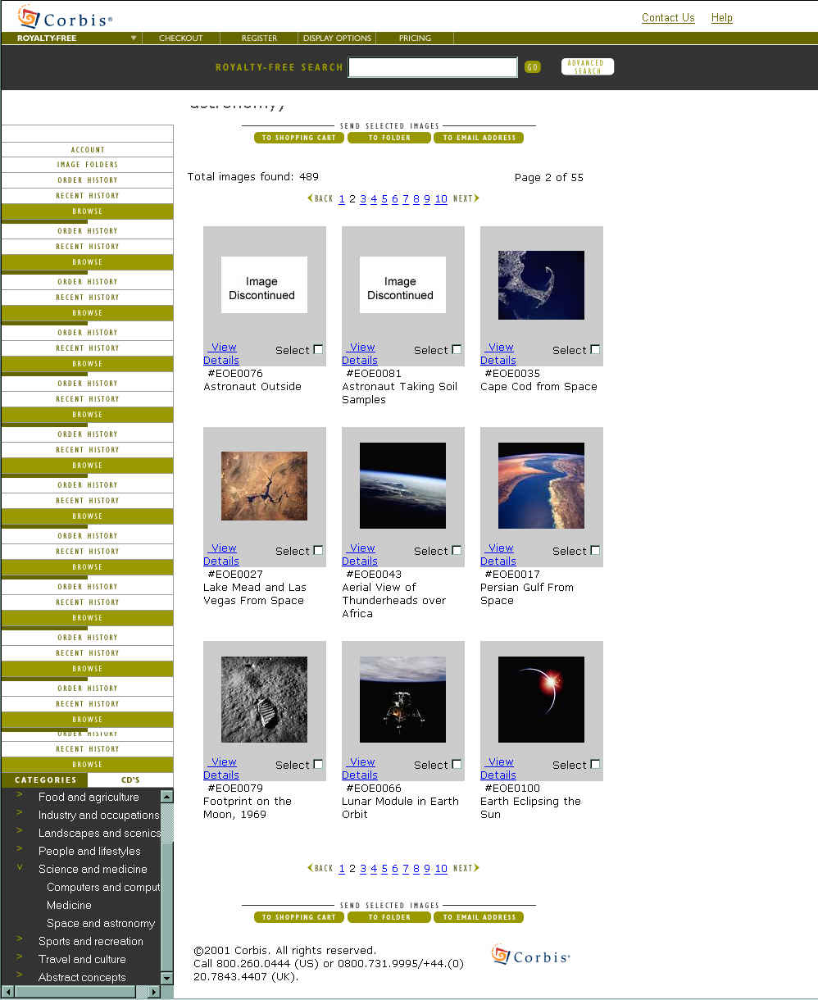 Corbis
Contact Us Help
ROYALTY-FREE CHECKOUT REGISTER DISPLAY OPTIONS PRICING
ROYALTY-FREE SEARCH GO ADVANCED SEARCH
astronomy)
SEND SELECTED IMAGES
TO SHOPPING CART TO FOLDER TO EMAIL ADDRESS
ACCOUNT
IMAGE FOLDERS
ORDER HISTORY
RECENT HISTORY
BROWSE
ORDER HISTORY
RECENT HISTORY
BROWSE
ORDER HISTORY
RECENT HISTORY
BROWSE
ORDER HISTORY
RECENT HISTORY
BROWSE
ORDER HISTORY
RECENT HISTORY
BROWSE
ORDER HISTORY
RECENT HISTORY
BROWSE
ORDER HISTORY
RECENT HISTORY
BROWSE
ORDER HISTORY
RECENT HISTORY
BROWSE
ORDER HISTORY
RECENT HISTORY
BROWSE
ORDER HISTORY
RECENT HISTORY
BROWSE
ORDER HISTORY
RECENT HISTORY
BROWSE
ORDER HISTORY
RECENT HISTORY
BROWSE
CATEGORIES CD'S
> Food and agriculture
> Industry and occupations
> Landscapes and scenics
> People and lifestyles
v Science and medicine
Computers and comput
Medicine
Space and astronomy
> Sports and recreation
> Travel and culture
> Abstract concepts
Total images found: 489 Page 2 of 55
BACK 1 2 3 4 5 6 7 8 9 10 NEXT
Image
Discontinued
View
Details
Select
#EOE0076
Astronaut Outside
Image
Discontinued
View
Details
Select
#EOE0081
Astronaut Taking Soil
Samples
View
Details
Select
#EOE0035
Cape Cod from Space
View
Details
Select
#EOE0027
Lake Mead and Las
Vegas From Space
View
Details
Select
#EOE0043
Aerial View of
Thunderheads over
Africa
View
Details
Select
#EOE0017
Persian Gulf From
Space
View
Details
Select
#EOE0079
Footprint on the
Moon, 1969
View
Details
Select
#EOE0066
Lunar Module in Earth
Orbit
View
Details
Select
#EOE0100
Earth Eclipsing the
Sun
BACK 1 2 3 4 5 6 7 8 9 10 NEXT
SEND SELECTED IMAGES
TO SHOPPING CART TO FOLDER TO EMAIL ADDRESS
©2001 Corbis. All rights reserved.
Call 800.260.0444 (US) or 0800.731.9995/+44.(0)
20.7843.4407 (UK).
Corbis